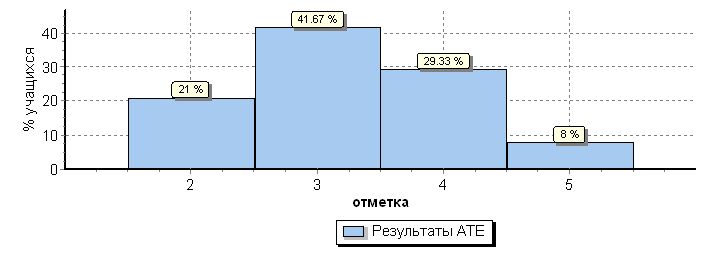 41.67 %
40
29.33 %
30
21 %
20
10
8 %
0
% учащихся
2 3 4 5
отметка
Результаты АТЕ